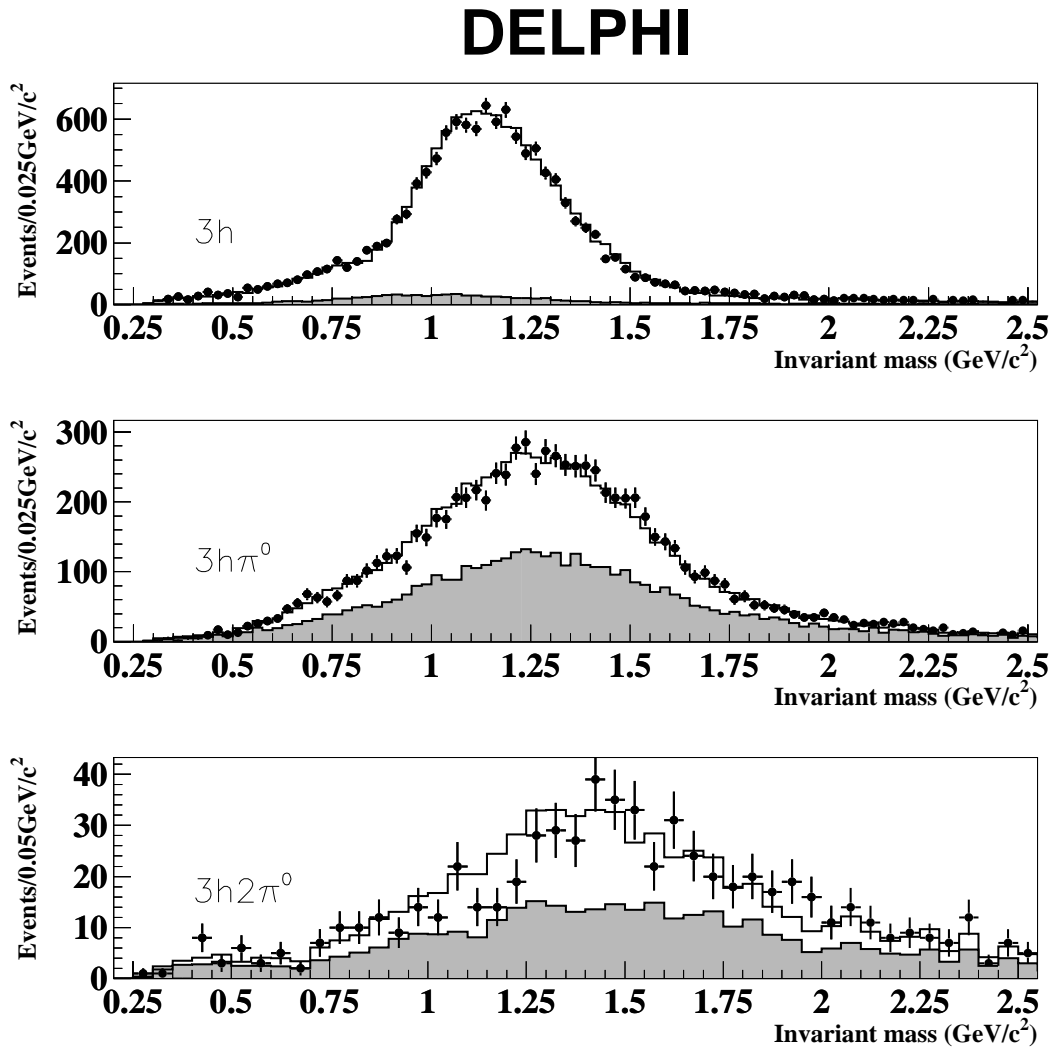 DELPHI
Events/0.025GeV/c²
600
400
200
0
3h
0.25 0.5 0.75 1 1.25 1.5 1.75 2 2.25 2.5
Invariant mass (GeV/c²)
Events/0.025GeV/c²
300
200
100
0
3hπ⁰
0.25 0.5 0.75 1 1.25 1.5 1.75 2 2.25 2.5
Invariant mass (GeV/c²)
Events/0.05GeV/c²
40
30
20
10
0
3h2π⁰
0.25 0.5 0.75 1 1.25 1.5 1.75 2 2.25 2.5
Invariant mass (GeV/c²)